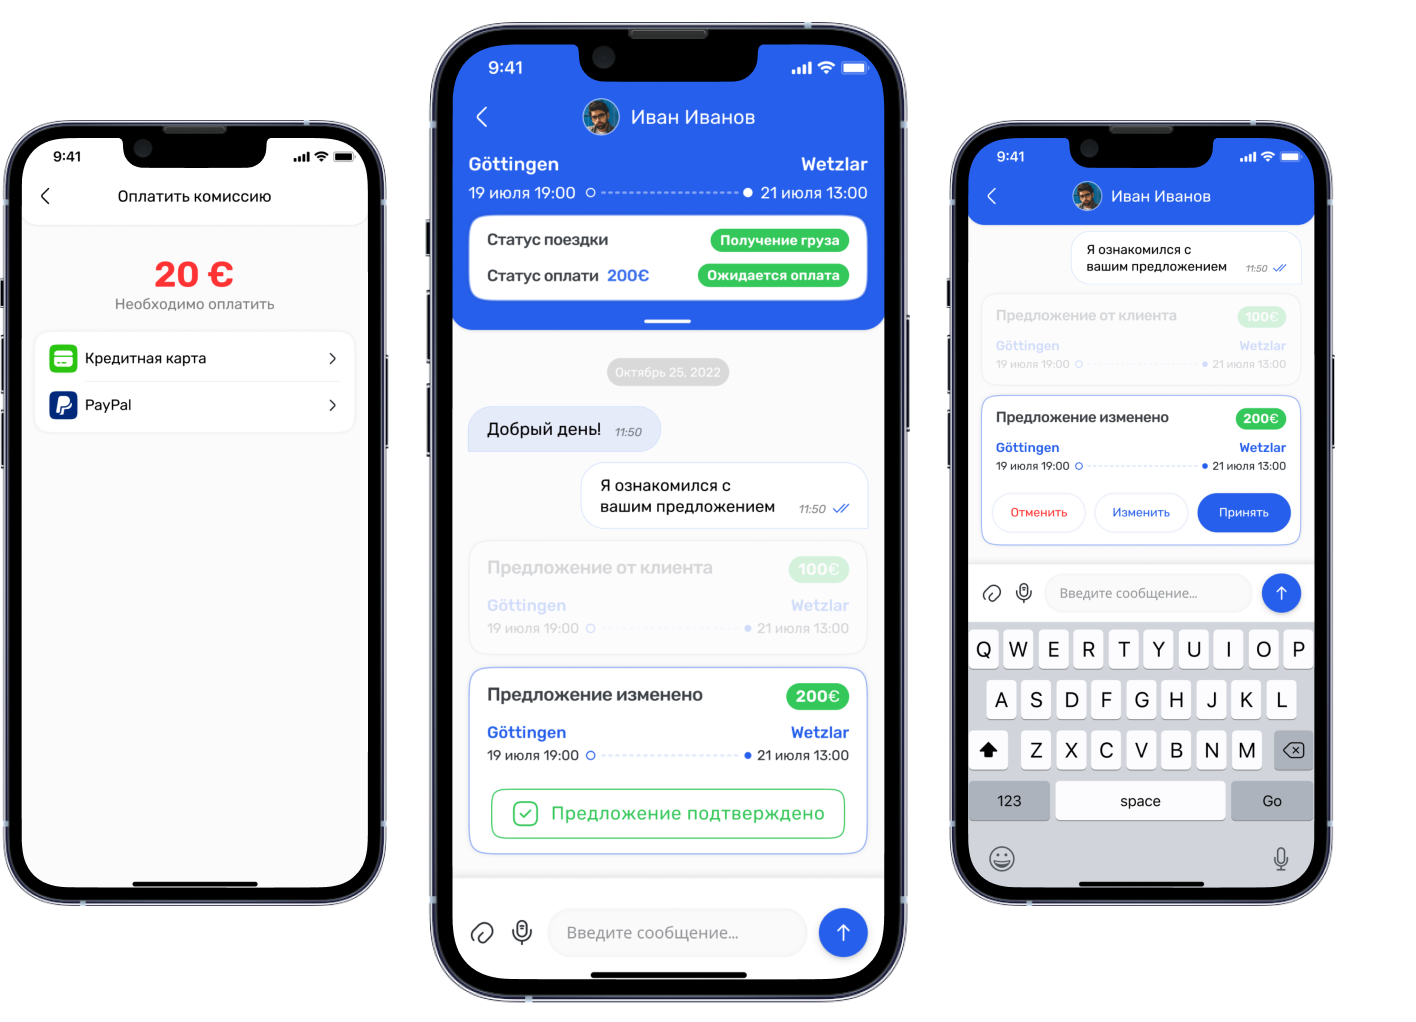 9:41
Оплатить комиссию
20 €
Необходимо оплатить
Кредитная карта
PayPal
9:41
Иван Иванов
Göttingen Wetzlar
19 июля 19:00 21 июля 13:00
Статус поездки Получение груза
Статус оплати 200€ Ожидается оплата
Октябрь 25, 2022
Добрый день! 11:50
Я ознакомился с
вашим предложением 11:50
Предложение от клиента 100€
Göttingen Wetzlar
19 июля 19:00 21 июля 13:00
Предложение изменено 200€
Göttingen Wetzlar
19 июля 19:00 21 июля 13:00
Предложение подтверждено
Введите сообщение...
9:41
Иван Иванов
Я ознакомился с
вашим предложением 11:50
Предложение от клиента 100€
Göttingen Wetzlar
19 июля 19:00 21 июля 13:00
Предложение изменено 200€
Göttingen Wetzlar
19 июля 19:00 21 июля 13:00
Отменить Изменить Принять
Введите сообщение...
Q W E R T Y U I O P
A S D F G H J K L
Z X C V B N M
123 space Go